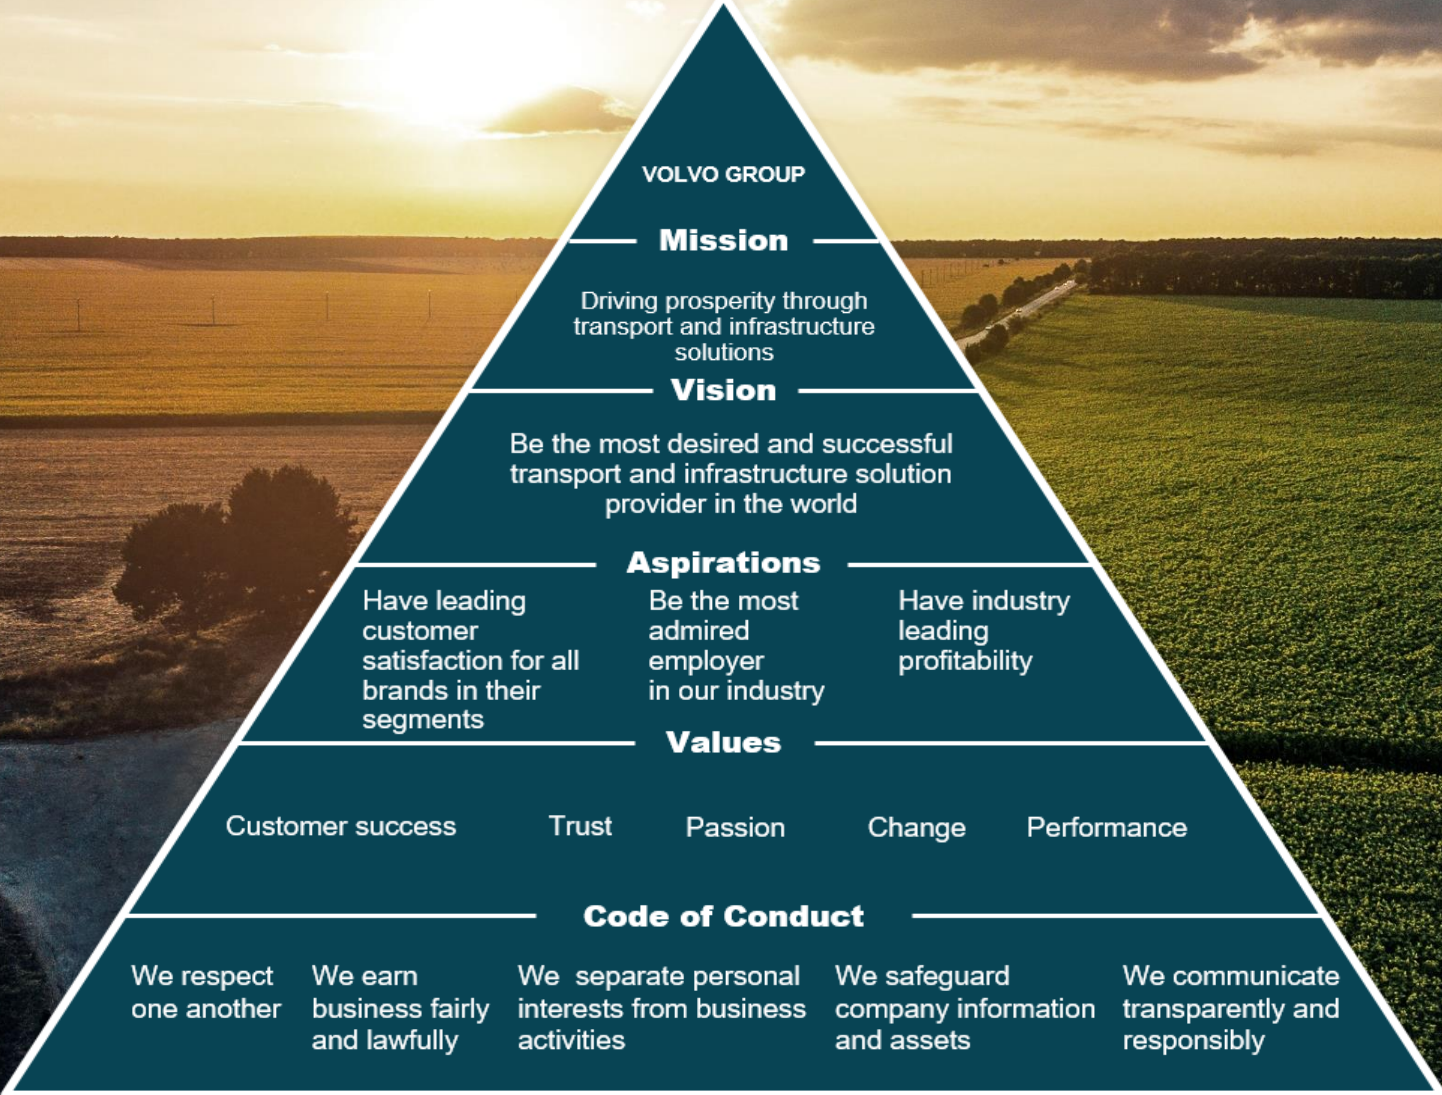 VOLVO GROUP
Mission
Driving prosperity through
transport and infrastructure
solutions
Vision
Be the most desired and successful
transport and infrastructure solution
provider in the world
Aspirations
Have leading
customer
satisfaction for all
brands in their
segments
Be the most
admired
employer
in our industry
Have industry
leading
profitability
Values
Customer success
Trust
Passion
Change
Performance
Code of Conduct
We respect
one another
We earn
business fairly
and lawfully
We separate personal
interests from business
activities
We safeguard
company information
and assets
We communicate
transparently and
responsibly